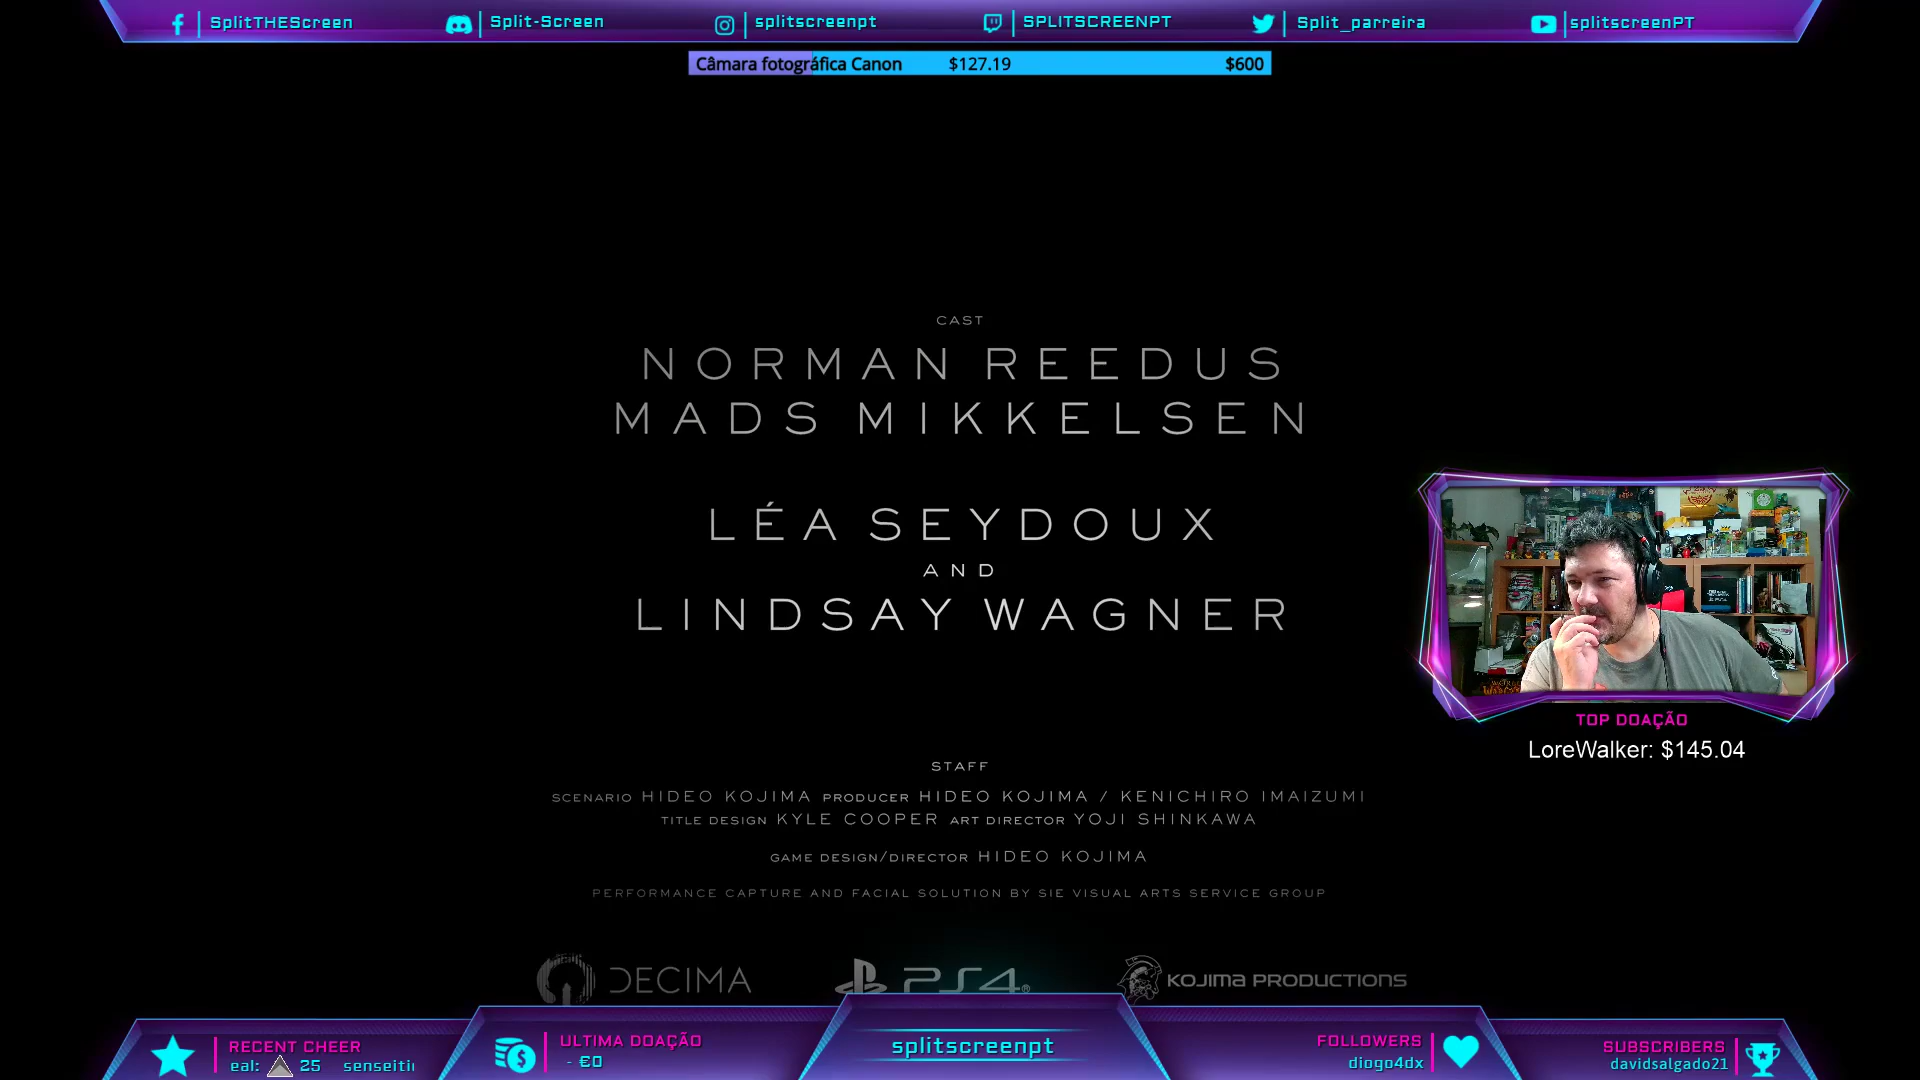 SplitTHEScreen
Split-Screen
splitscreenpt
SPLITSCREENPT
Split_parreira
splitscreenPT
Câmara fotográfica Canon $127.19 $600
CAST
NORMAN REEDUS
MADS MIKKELSEN
LÉA SEYDOUX
AND
LINDSAY WAGNER
TOP DOAÇÃO
LoreWalker: $145.04
STAFF
SCENARIO HIDEO KOJIMA PRODUCER HIDEO KOJIMA / KENICHIRO IMAIZUMI
TITLE DESIGN KYLE COOPER ART DIRECTOR YOJI SHINKAWA
GAME DESIGN/DIRECTOR HIDEO KOJIMA
PERFORMANCE CAPTURE AND FACIAL SOLUTION BY SIE VISUAL ARTS SERVICE GROUP
DECIMA
PS4®
KOJIMA PRODUCTIONS
RECENT CHEER
eal: 25 senseiti
ULTIMA DOAÇÃO
- €0
splitscreenpt
FOLLOWERS
diogo4dx
SUBSCRIBERS
davidsalgado21